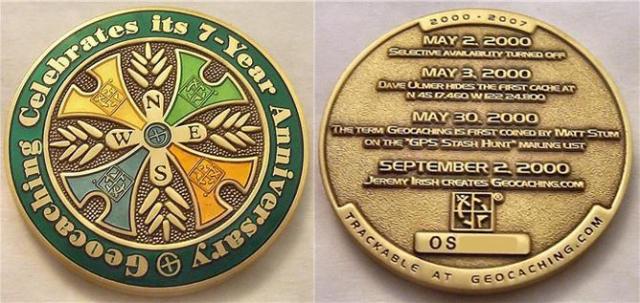 Geocaching Celebrates its 7-Year Anniversary
N
W E
S
2000 - 2007
MAY 2, 2000
SELECTIVE AVAILABILITY TURNED OFF
MAY 3, 2000
DAVE ULMER HIDES THE FIRST CACHE AT
N 45 17.460 W 122 24.800
MAY 30, 2000
THE TERM GEOCACHING IS FIRST COINED BY MATT STUM
ON THE "GPS STASH HUNT" MAILING LIST
SEPTEMBER 2, 2000
JEREMY IRISH CREATES GEOCACHING.COM
OS
TRACKABLE AT GEOCACHING.COM